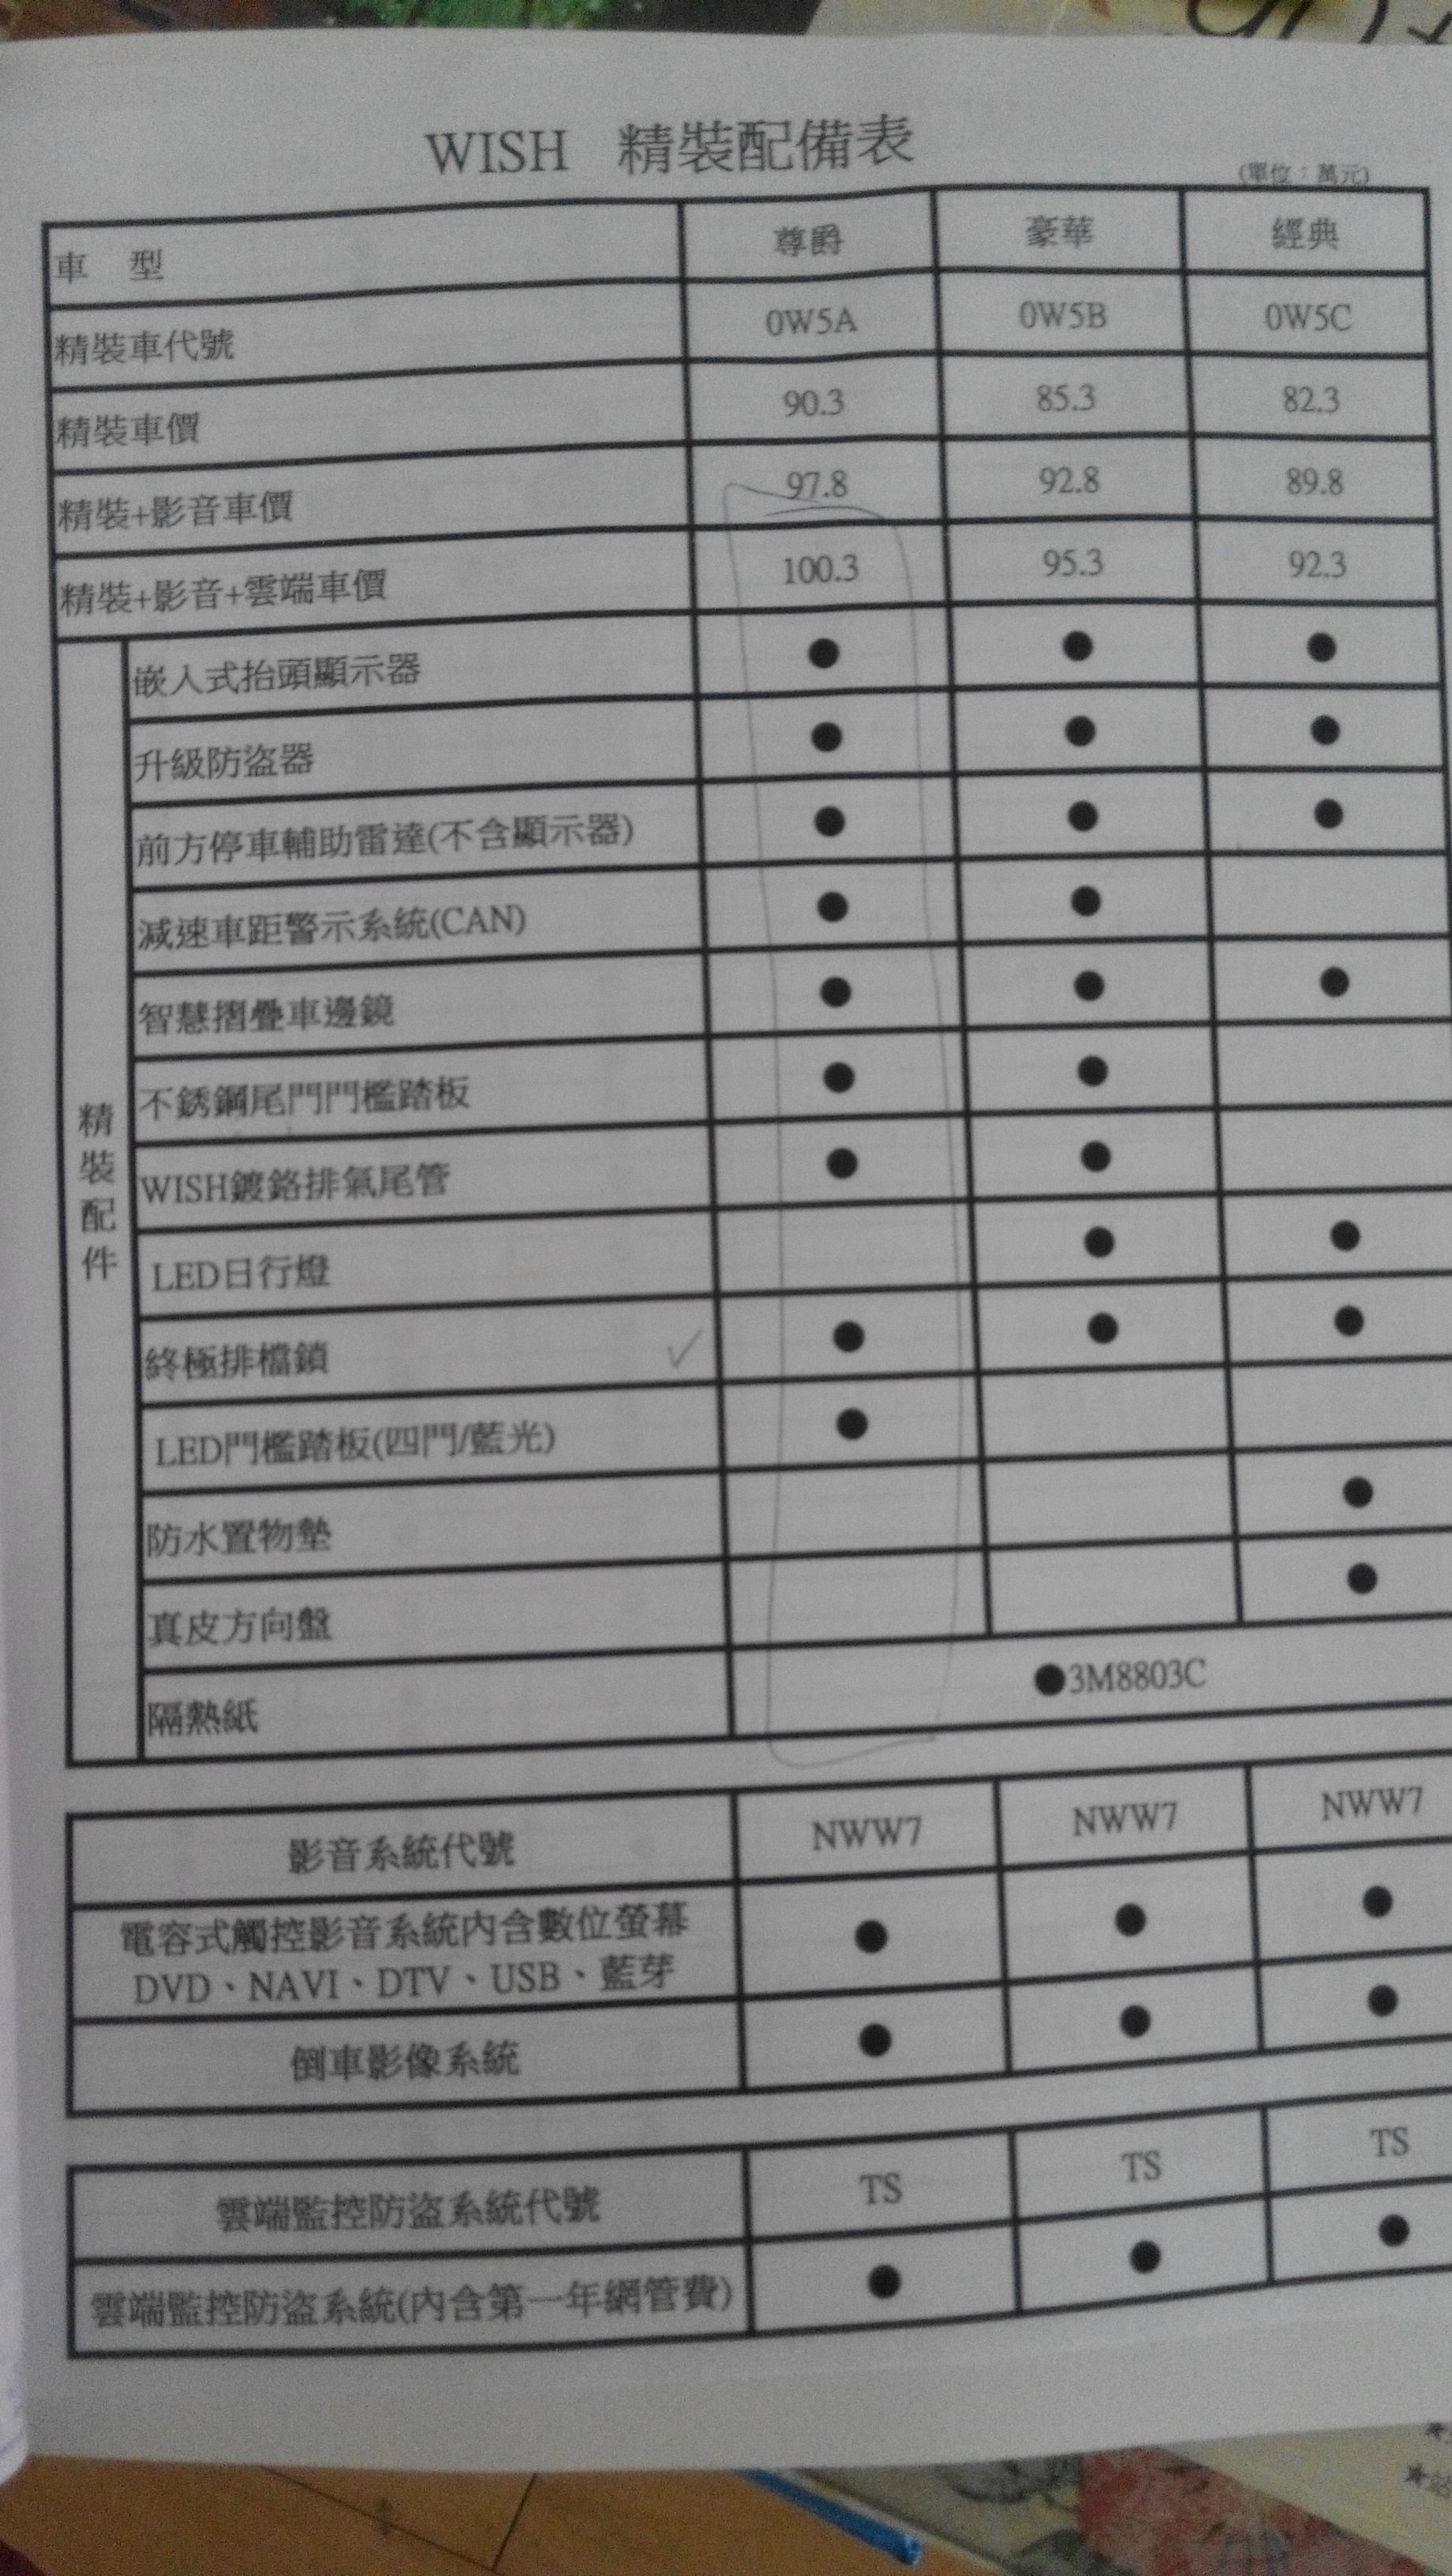 WISH 精裝配備表
(單位：萬元)
車 型 尊爵 豪華 經典
精裝車代號 0W5A 0W5B 0W5C
精裝車價 90.3 85.3 82.3
精裝+影音車價 97.8 92.8 89.8
精裝+影音+雲端車價 100.3 95.3 92.3
精裝配件
嵌入式抬頭顯示器 ● ● ●
升級防盜器 ● ● ●
前方停車輔助雷達(不含顯示器) ● ● ●
減速車距警示系統(CAN) ● ●
智慧摺疊車邊鏡 ● ● ●
不銹鋼尾門門檻踏板 ● ●
WISH鍍鉻排氣尾管 ● ●
LED日行燈 ● ●
終極排檔鎖 ✓ ● ● ●
LED門檻踏板(四門/藍光) ●
防水置物墊 ●
真皮方向盤 ●
隔熱紙 ●3M8803C
影音系統代號 NWW7 NWW7 NWW7
電容式觸控影音系統內含數位螢幕
DVD、NAVI、DTV、USB、藍芽 ● ● ●
倒車影像系統 ● ● ●
雲端監控防盜系統代號 TS TS TS
雲端監控防盜系統(內含第一年網管費) ● ● ●